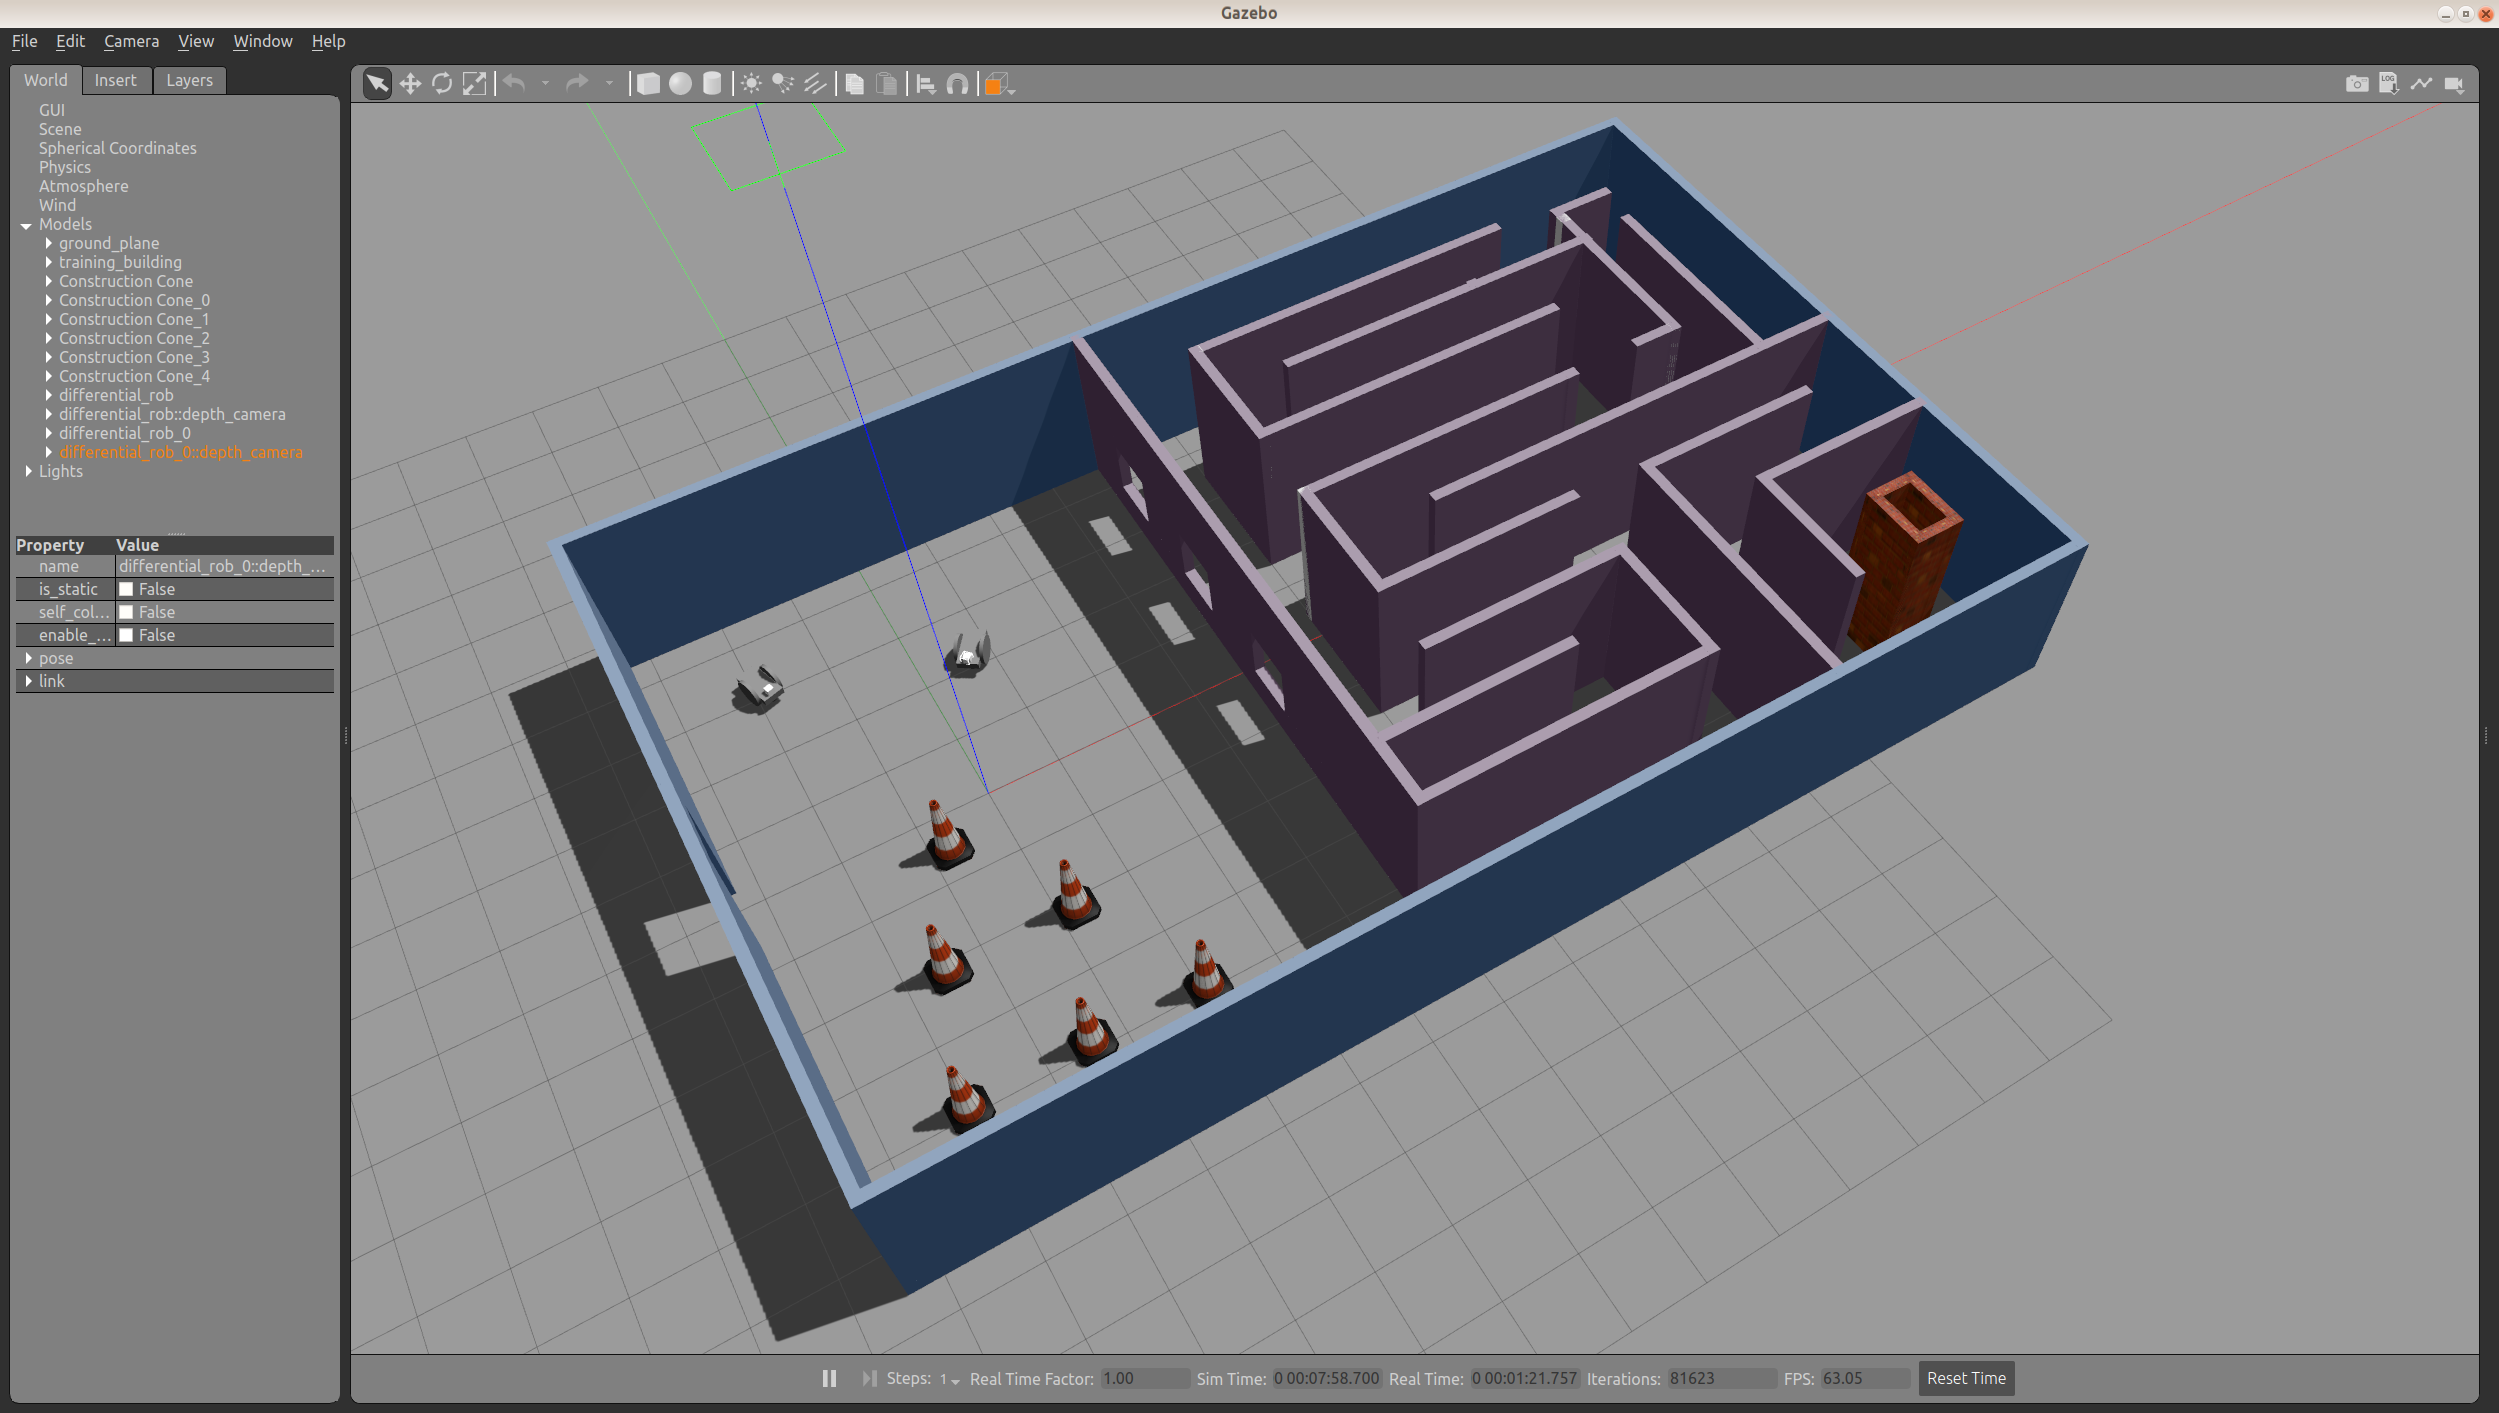 Gazebo
File Edit Camera View Window Help
World Insert Layers
GUI
Scene
Spherical Coordinates
Physics
Atmosphere
Wind
Models
ground_plane
training_building
Construction Cone
Construction Cone_0
Construction Cone_1
Construction Cone_2
Construction Cone_3
Construction Cone_4
differential_rob
differential_rob::depth_camera
differential_rob_0
differential_rob_0::depth_camera
Lights
Property Value
name differential_rob_0::depth_...
is_static False
self_col... False
enable_... False
pose
link
LOG
Steps: 1 Real Time Factor: 1.00 Sim Time: 0 00:07:58.700 Real Time: 0 00:01:21.757 Iterations: 81623 FPS: 63.05 Reset Time